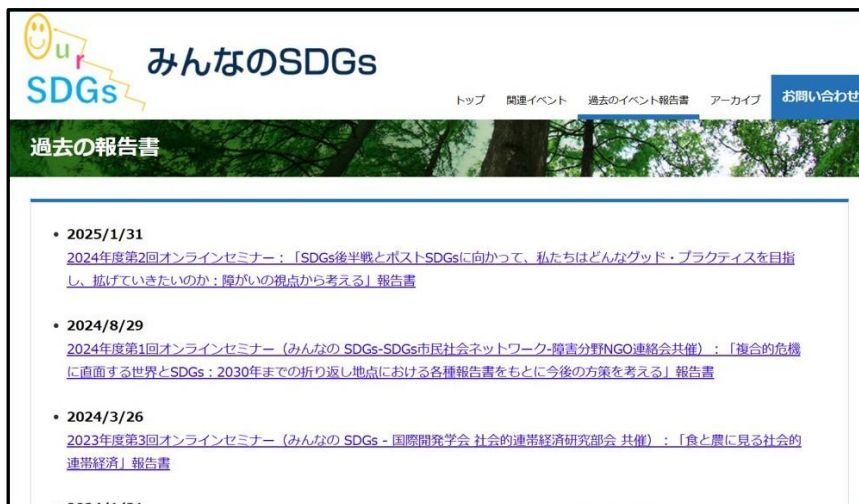 Our
SDGs
みんなのSDGs
トップ 関連イベント 過去のイベント報告書 アーカイブ お問い合わせ
過去の報告書
• 2025/1/31
2024年度第2回オンラインセミナー：「SDGs後半戦とポストSDGsに向かって、私たちはどんなグッド・プラクティスを目指
し、拡げていきたいのか：障がいの視点から考える」報告書
• 2024/8/29
2024年度第1回オンラインセミナー（みんなの SDGs-SDGs市民社会ネットワーク-障害分野NGO連絡会共催）：「複合的危機
に直面する世界とSDGs：2030年までの折り返し地点における各種報告書をもとに今後の方策を考える」報告書
• 2024/3/26
2023年度第3回オンラインセミナー（みんなの SDGs - 国際開発学会 社会的連帯経済研究部会 共催）：「食と農に見る社会的
連帯経済」報告書